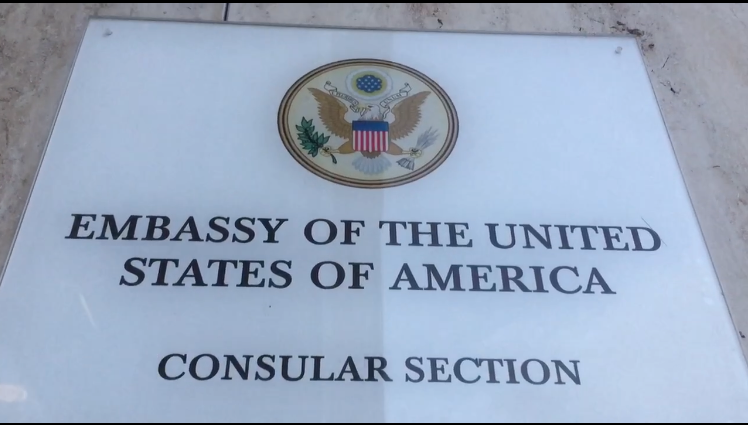 EMBASSY OF THE UNITED
STATES OF AMERICA
CONSULAR SECTION